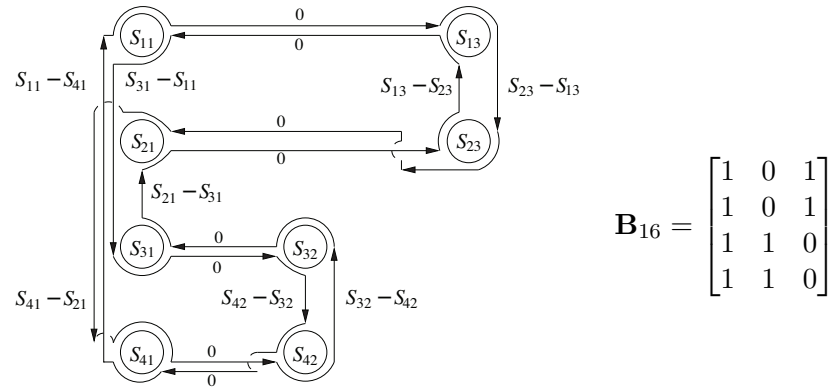 0
S₁₁ S₁₃
0
S₁₁ − S₄₁ S₃₁ − S₁₁ S₁₃ − S₂₃ S₂₃ − S₁₃
0
S₂₁ S₂₃
0
S₂₁ − S₃₁
0
S₃₁ S₃₂
0
S₄₁ − S₂₁ S₄₂ − S₃₂ S₃₂ − S₄₂
0
S₄₁ S₄₂
0
1 0 1
1 0 1
B₁₆ =
1 1 0
1 1 0